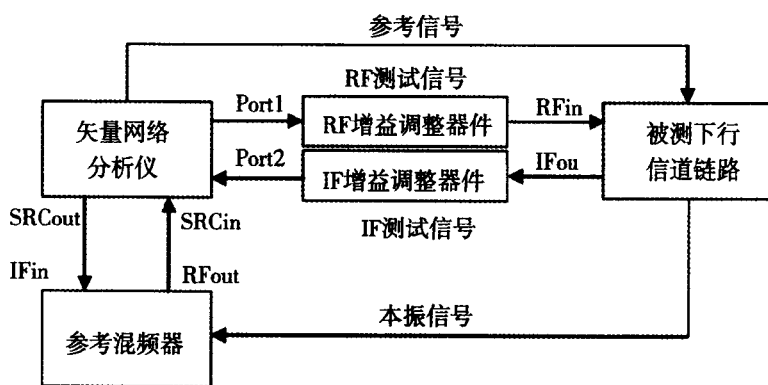 参考信号
RF测试信号
Port1
RF增益调整器件
RFin
矢量网络
分析仪
被测下行
信道链路
Port2
IF增益调整器件
IFou
IF测试信号
SRCout
SRCin
IFin
RFout
参考混频器
本振信号